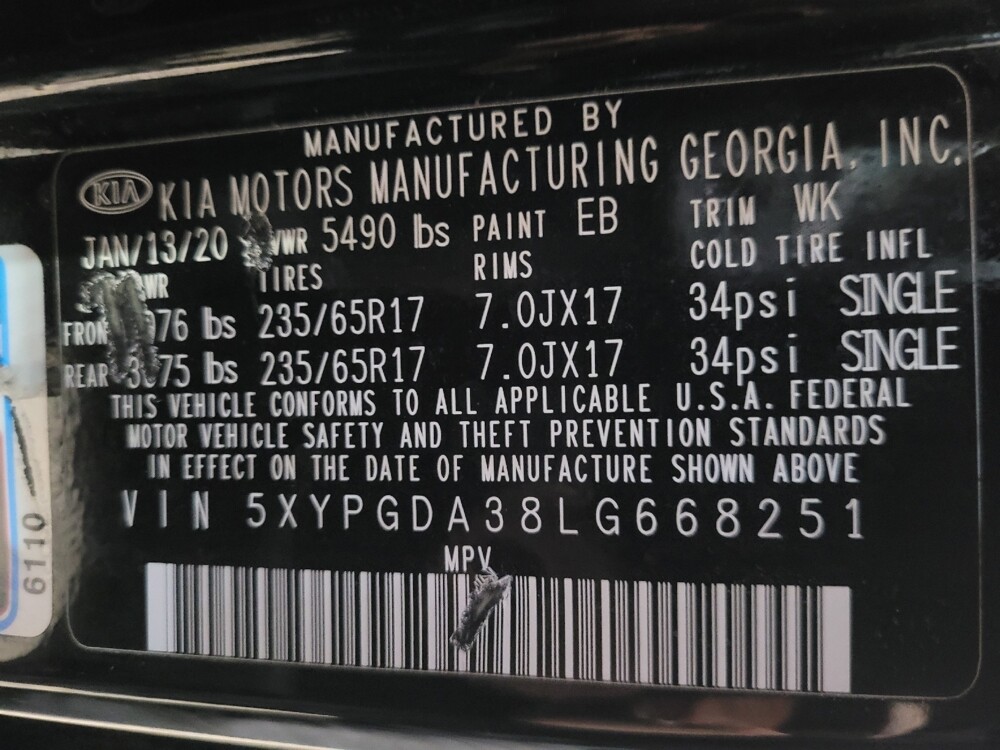 MANUFACTURED BY
KIA KIA MOTORS MANUFACTURING GEORGIA, INC.
JAN/13/20 5490 lbs PAINT EB TRIM WK
TIRES RIMS COLD TIRE INFL
lbs 235/65R17 7.0JX17 34psi SINGLE
REAR lbs 235/65R17 7.0JX17 34psi SINGLE
THIS VEHICLE CONFORMS TO ALL APPLICABLE U.S.A. FEDERAL
MOTOR VEHICLE SAFETY AND THEFT PREVENTION STANDARDS
IN EFFECT ON THE DATE OF MANUFACTURE SHOWN ABOVE
VIN 5XYPGDA38LG668251
MPV
6110